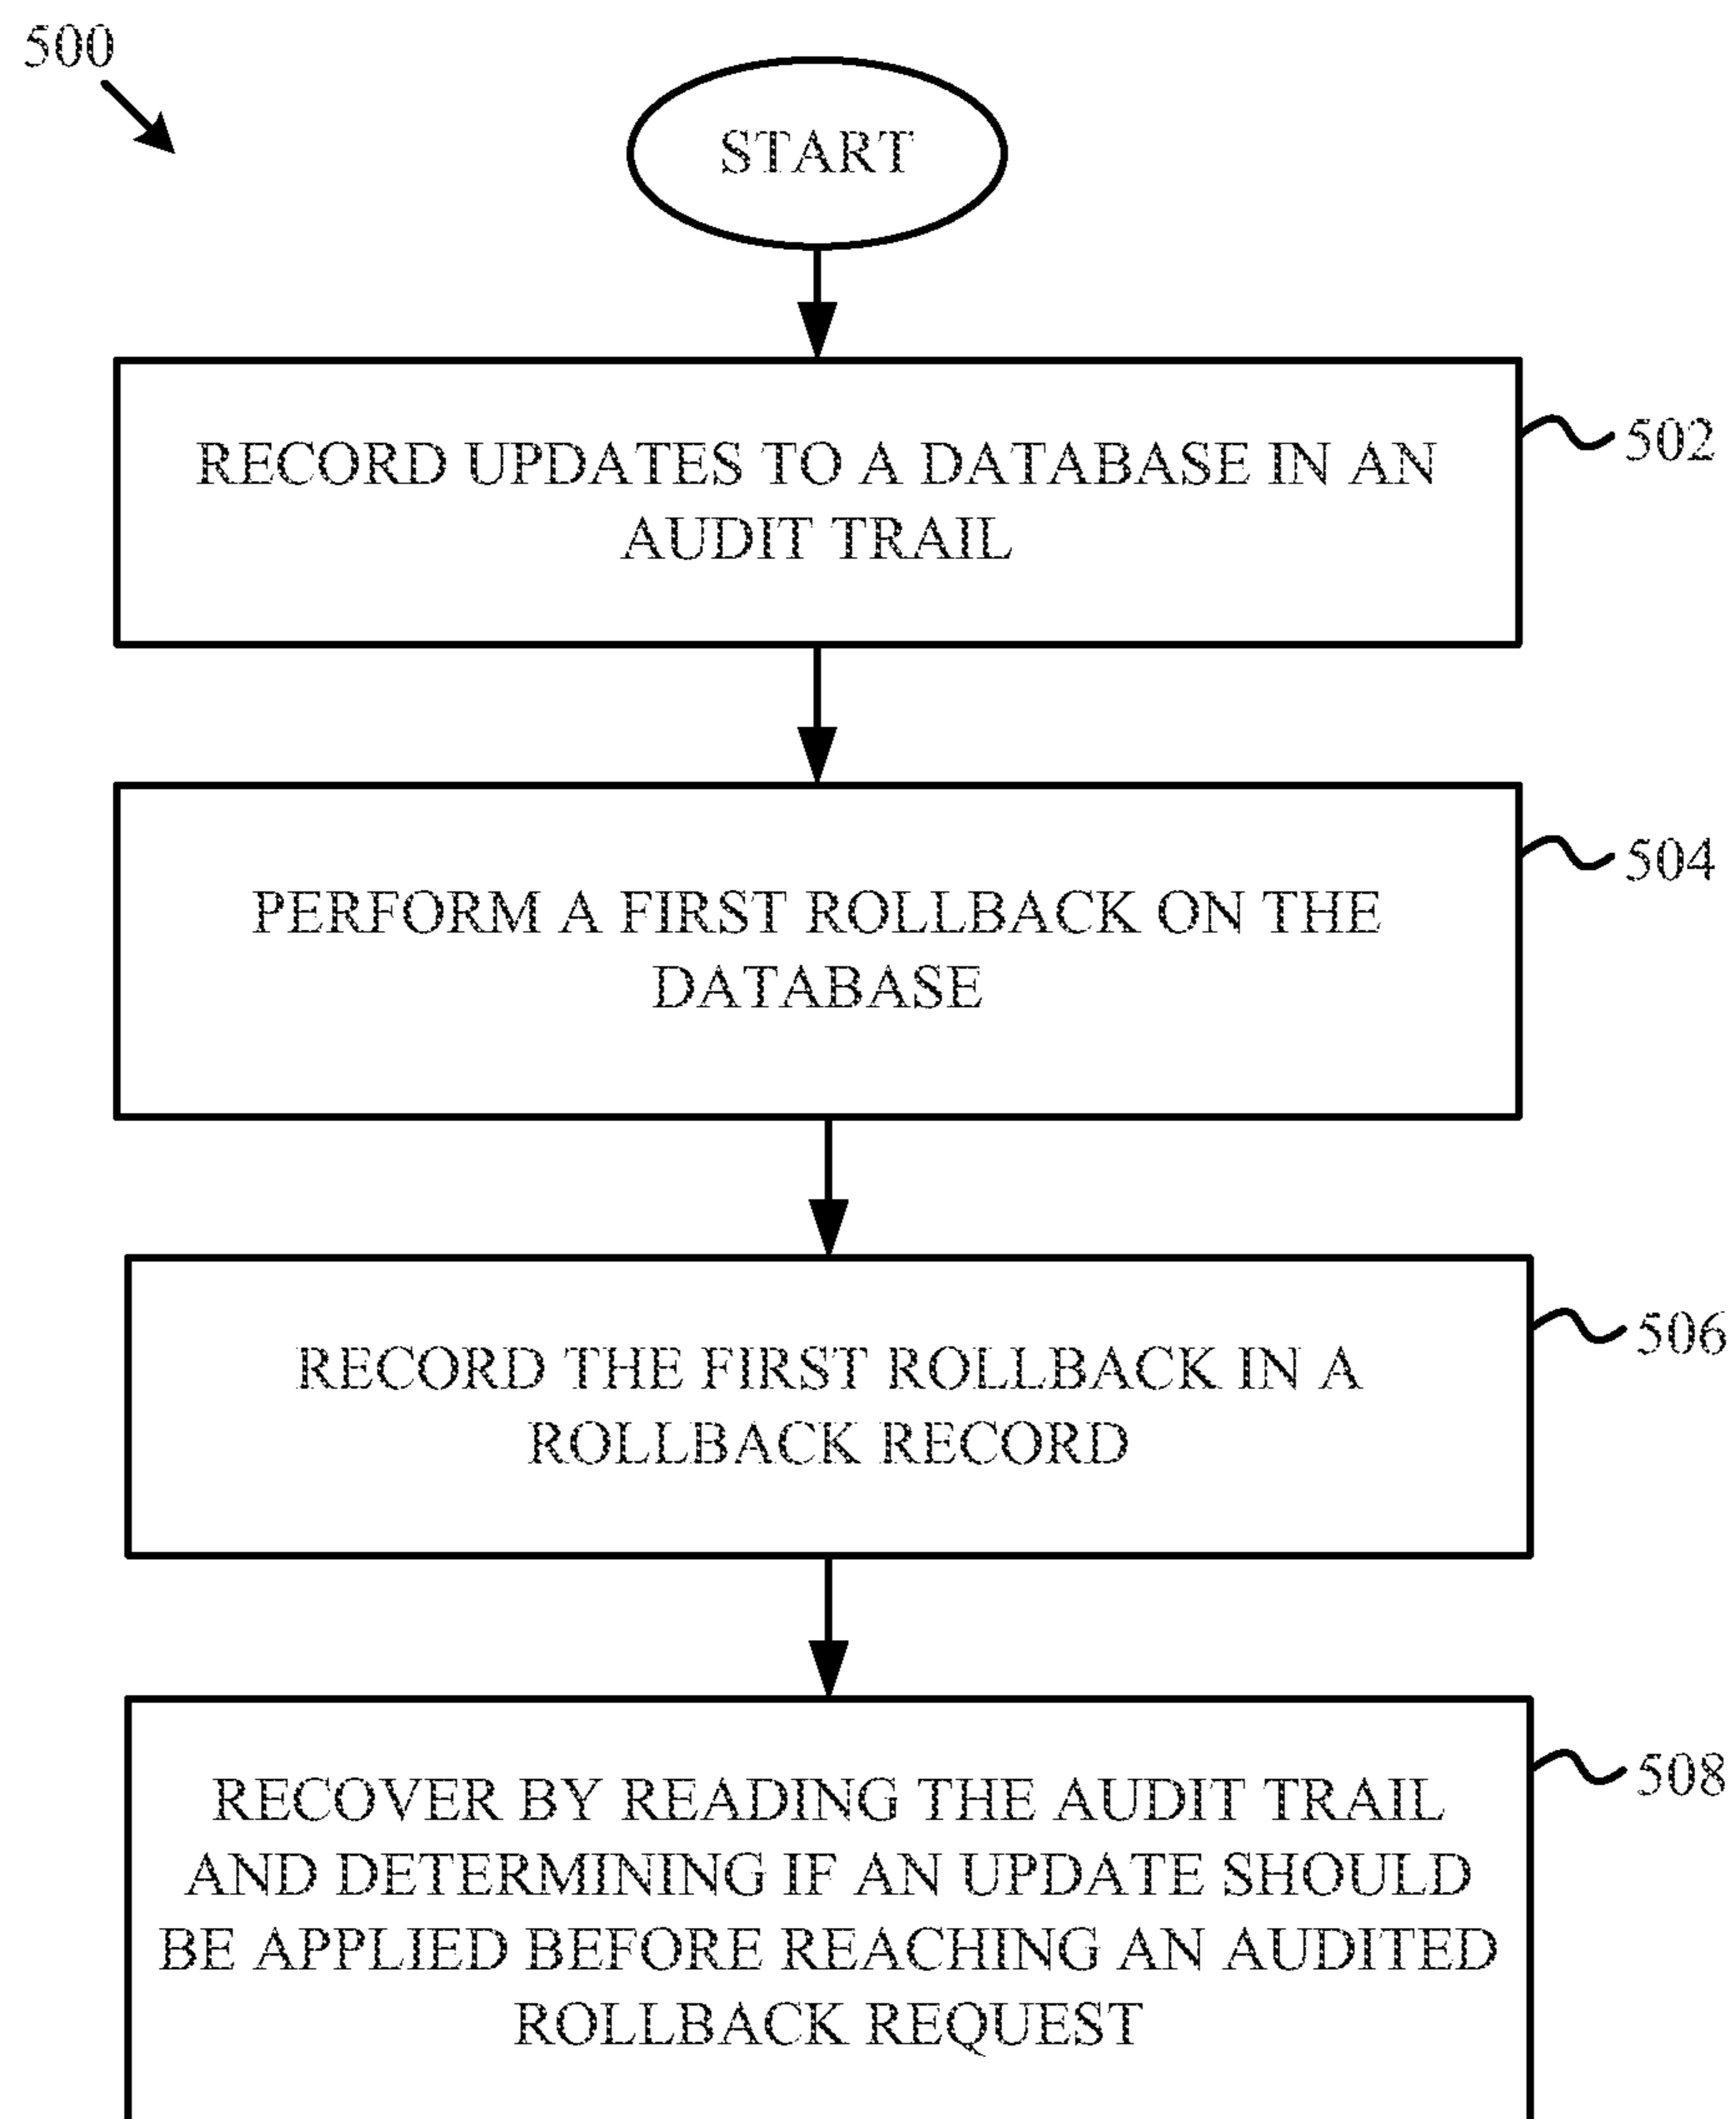 500
START
RECORD UPDATES TO A DATABASE IN AN
AUDIT TRAIL
502
PERFORM A FIRST ROLLBACK ON THE
DATABASE
504
RECORD THE FIRST ROLLBACK IN A
ROLLBACK RECORD
506
RECOVER BY READING THE AUDIT TRAIL
AND DETERMINING IF AN UPDATE SHOULD
BE APPLIED BEFORE REACHING AN AUDITED
ROLLBACK REQUEST
508